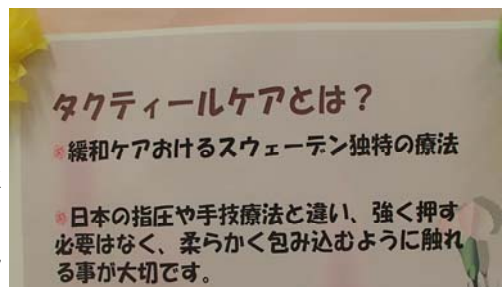 タクティールケアとは？
緩和ケアおけるスウェーデン独特の療法
日本の指圧や手技療法と違い、強く押す
必要はなく、柔らかく包み込むように触れ
る事が大切です。